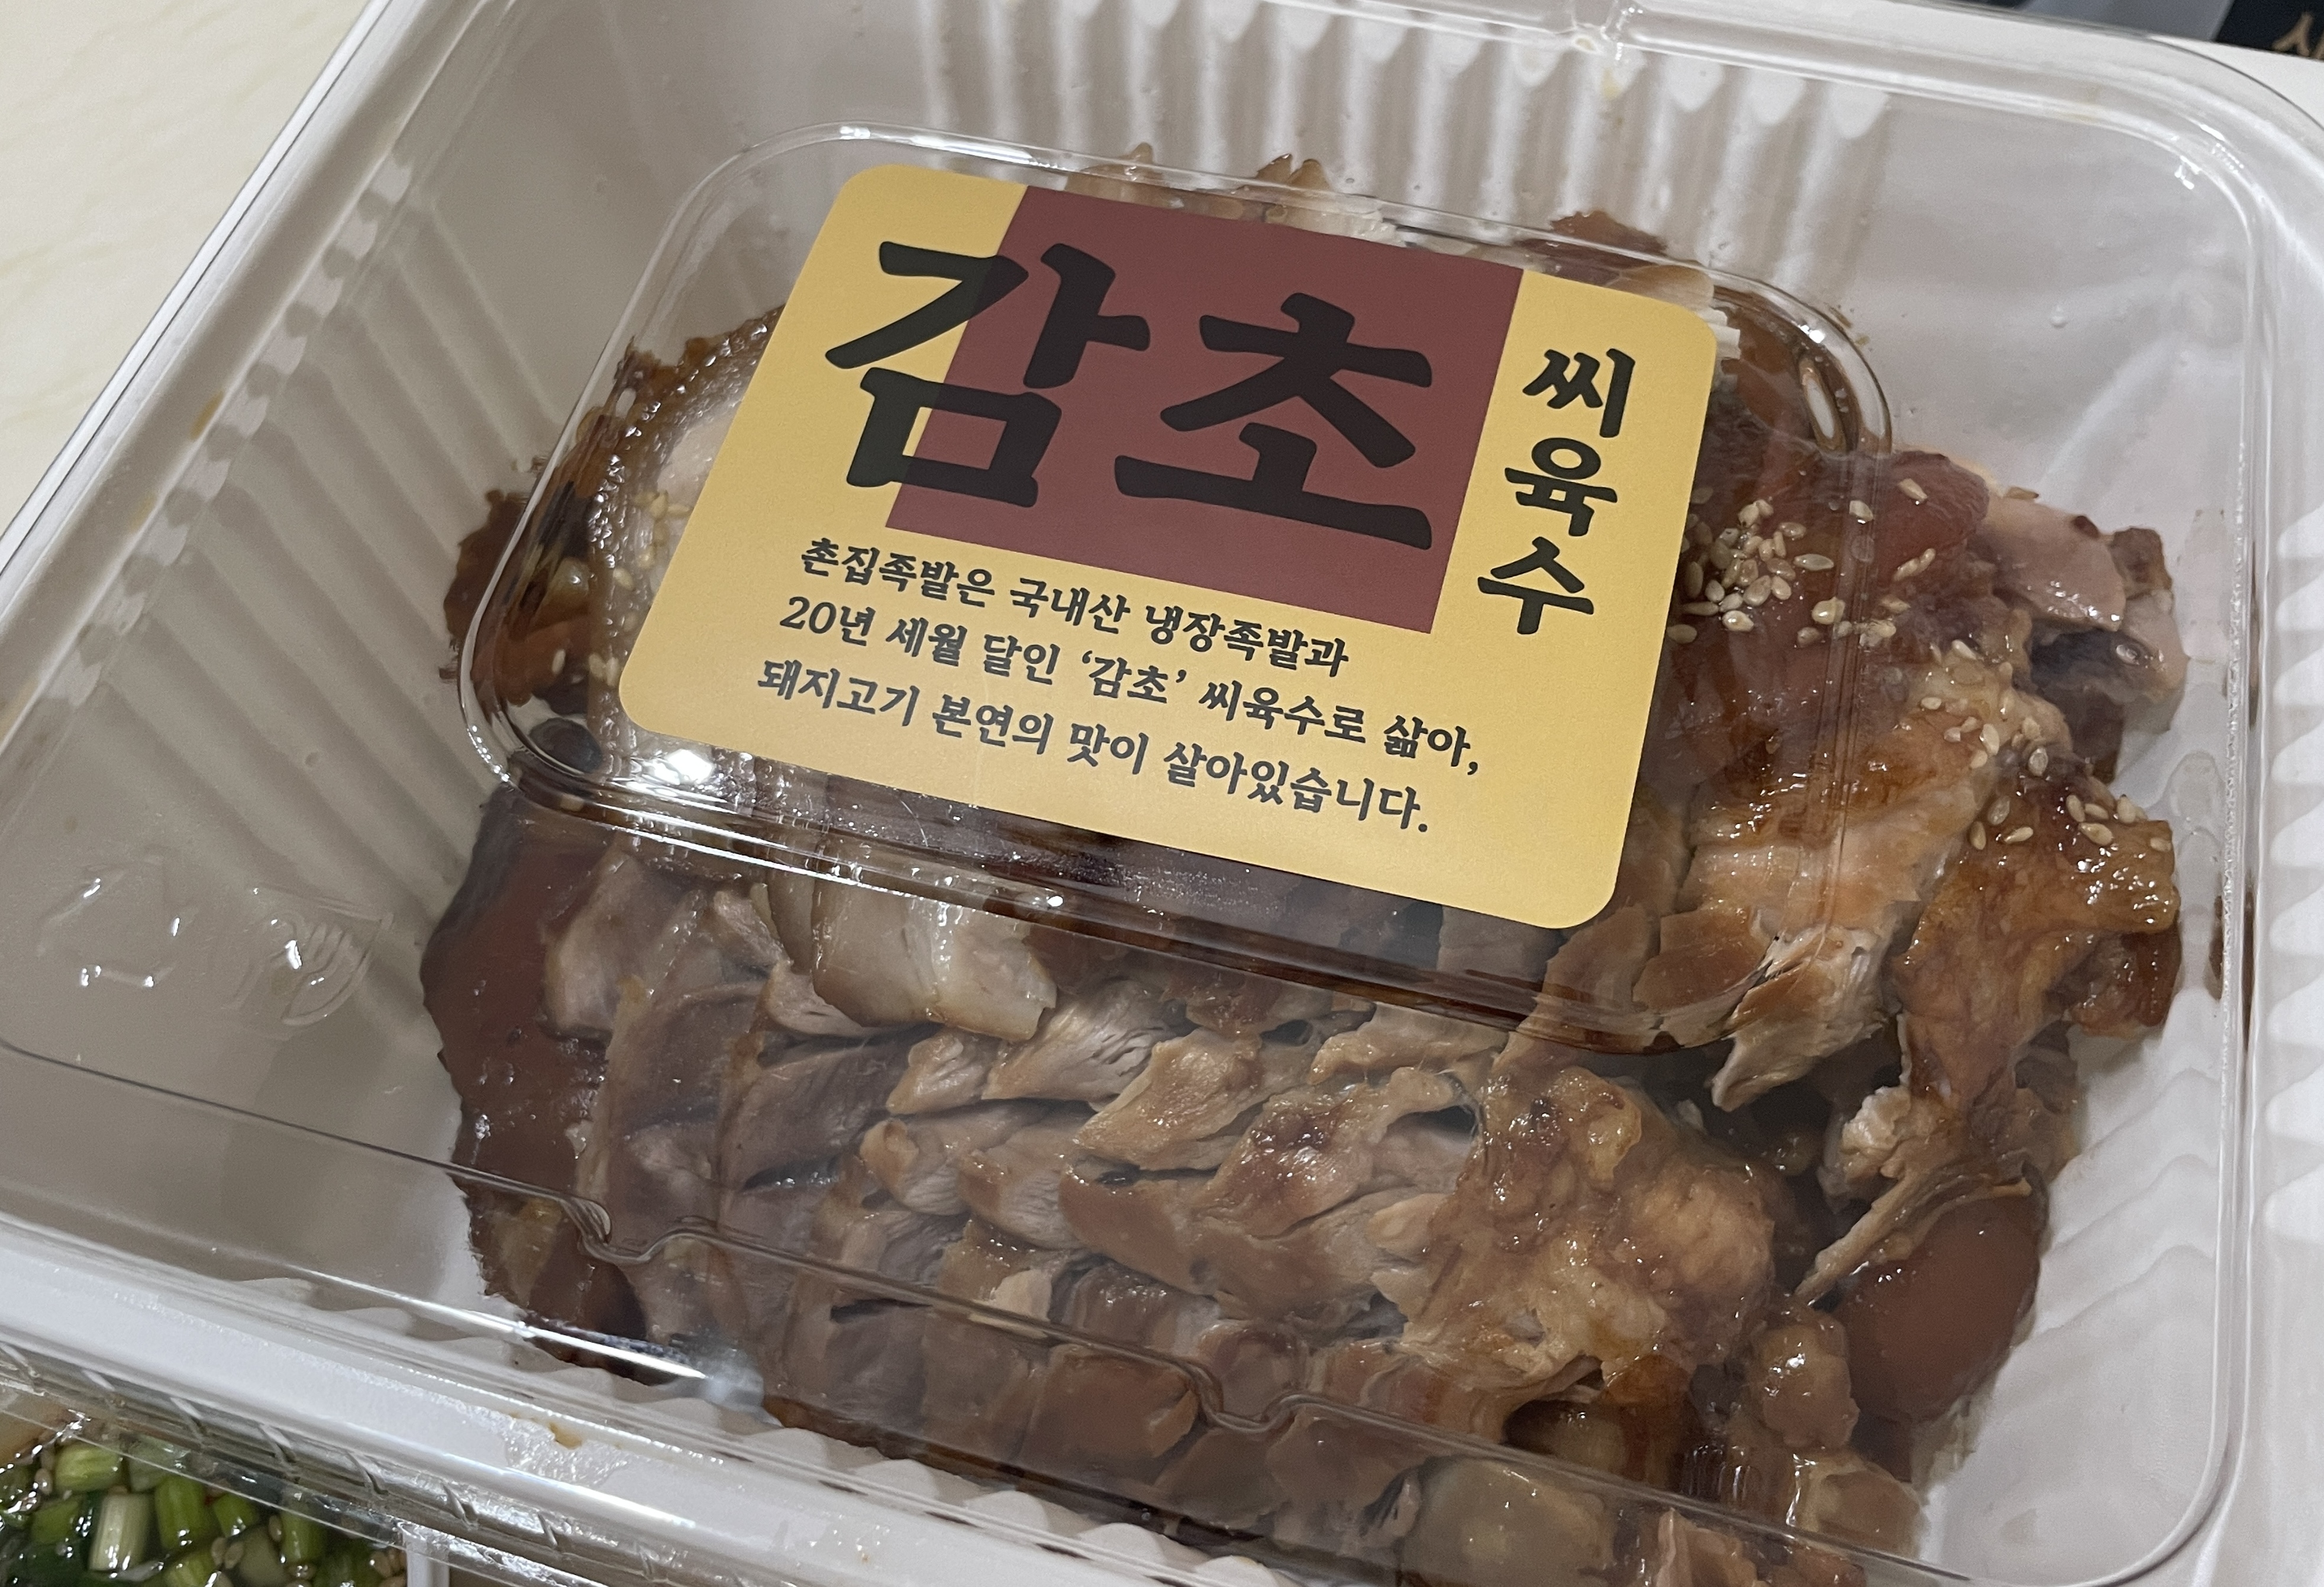 감초
씨육수
촌집족발은 국내산 냉장족발과
20년 세월 달인 ‘감초’ 씨육수로 삶아,
돼지고기 본연의 맛이 살아있습니다.